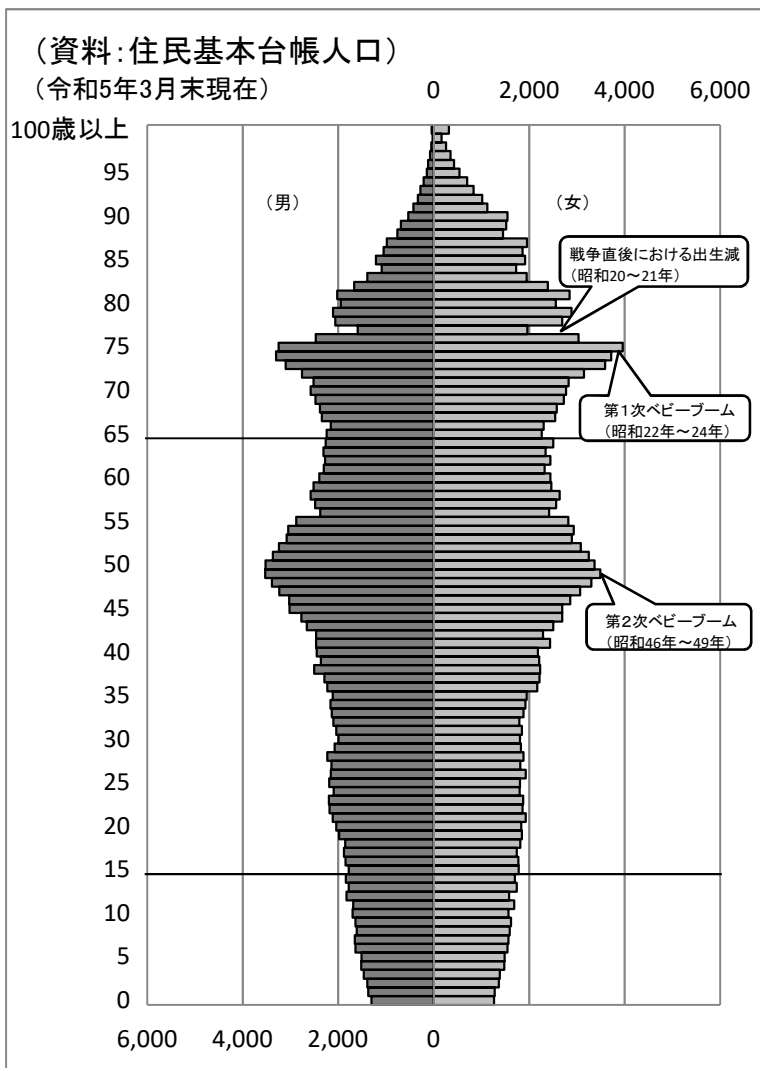 （資料：住民基本台帳人口）
（令和5年3月末現在）
0 2,000 4,000 6,000
100歳以上
95
（男） （女）
90
戦争直後における出生減
（昭和20～21年）
85
80
75
70
第１次ベビーブーム
（昭和22年～24年）
65
60
55
50
45
第２次ベビーブーム
（昭和46年～49年）
40
35
30
25
20
15
10
5
0
6,000 4,000 2,000 0